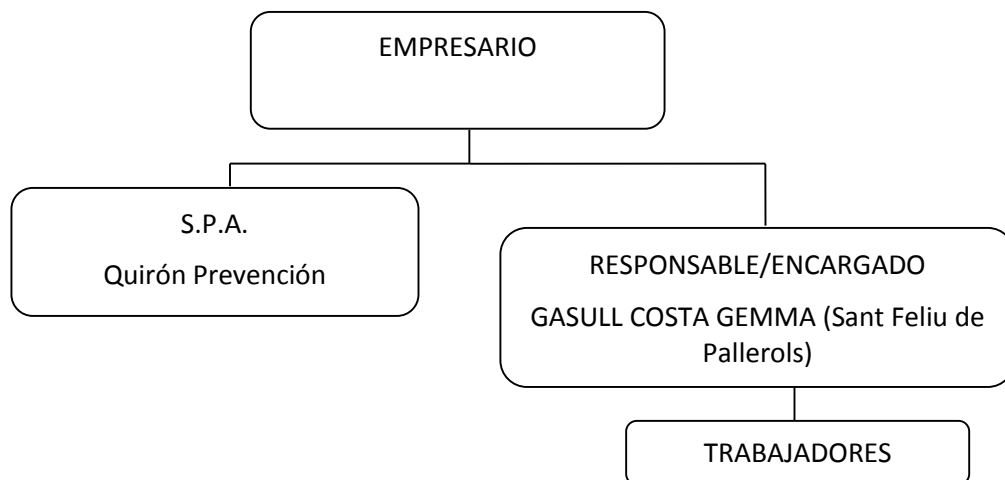 EMPRESARIO
S.P.A.
Quirón Prevención
RESPONSABLE/ENCARGADO
GASULL COSTA GEMMA (Sant Feliu de
Pallerols)
TRABAJADORES